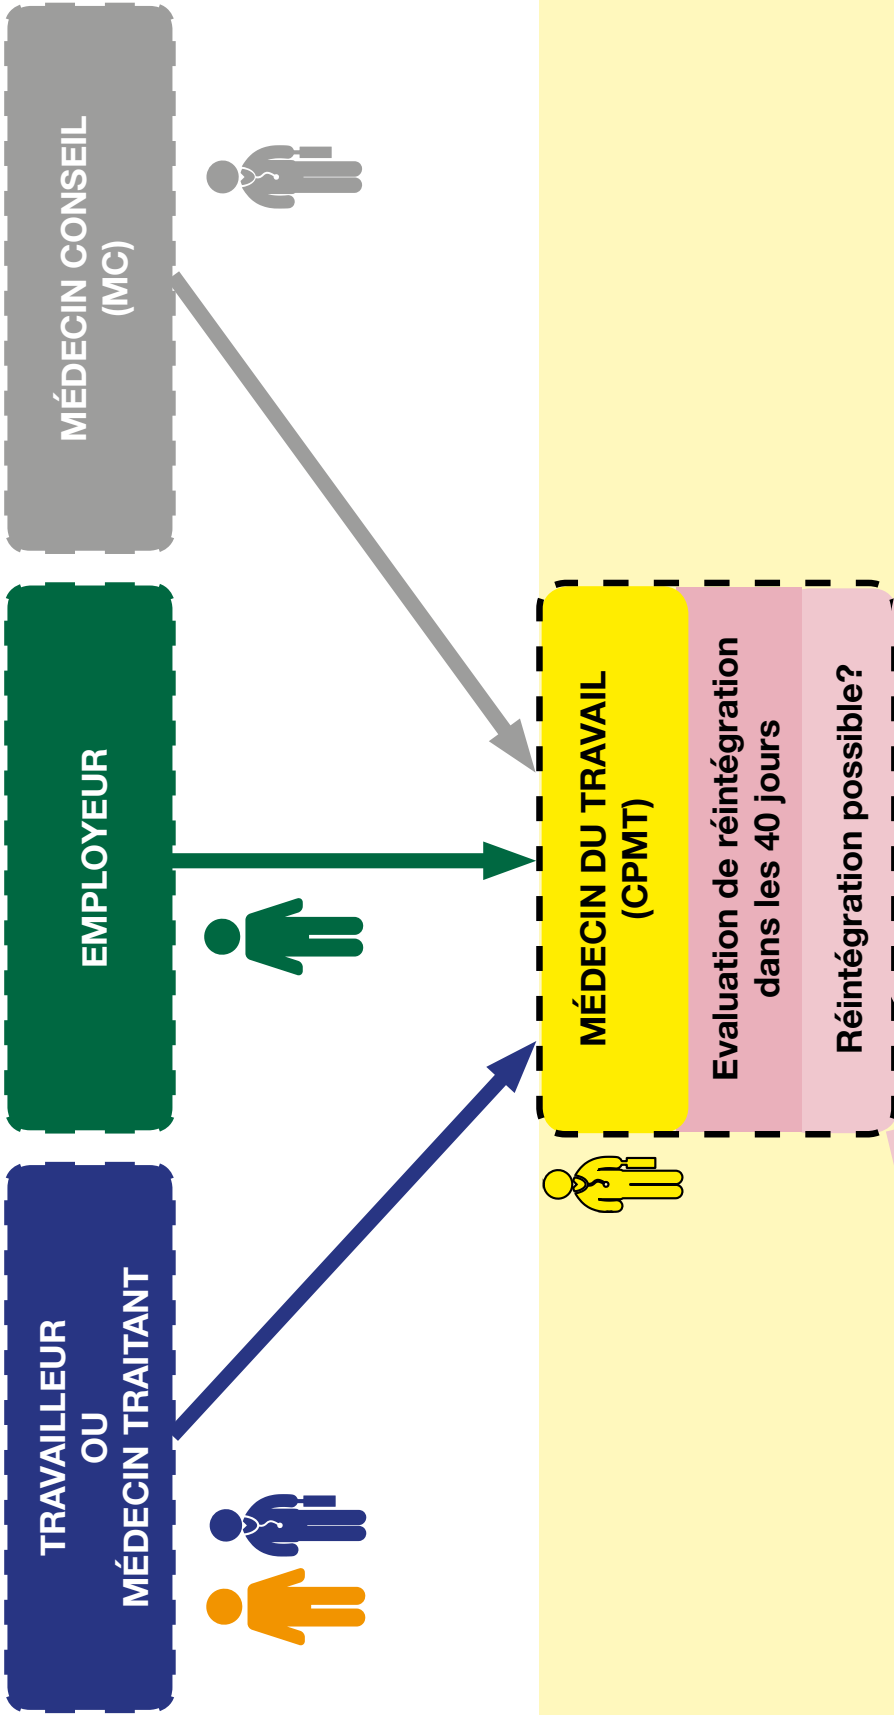 TRAVAILLEUR
OU
MÉDECIN TRAITANT
EMPLOYEUR
MÉDECIN CONSEIL
(MC)
MÉDECIN DU TRAVAIL
(CPMT)
Evaluation de réintégration
dans les 40 jours
Réintégration possible?